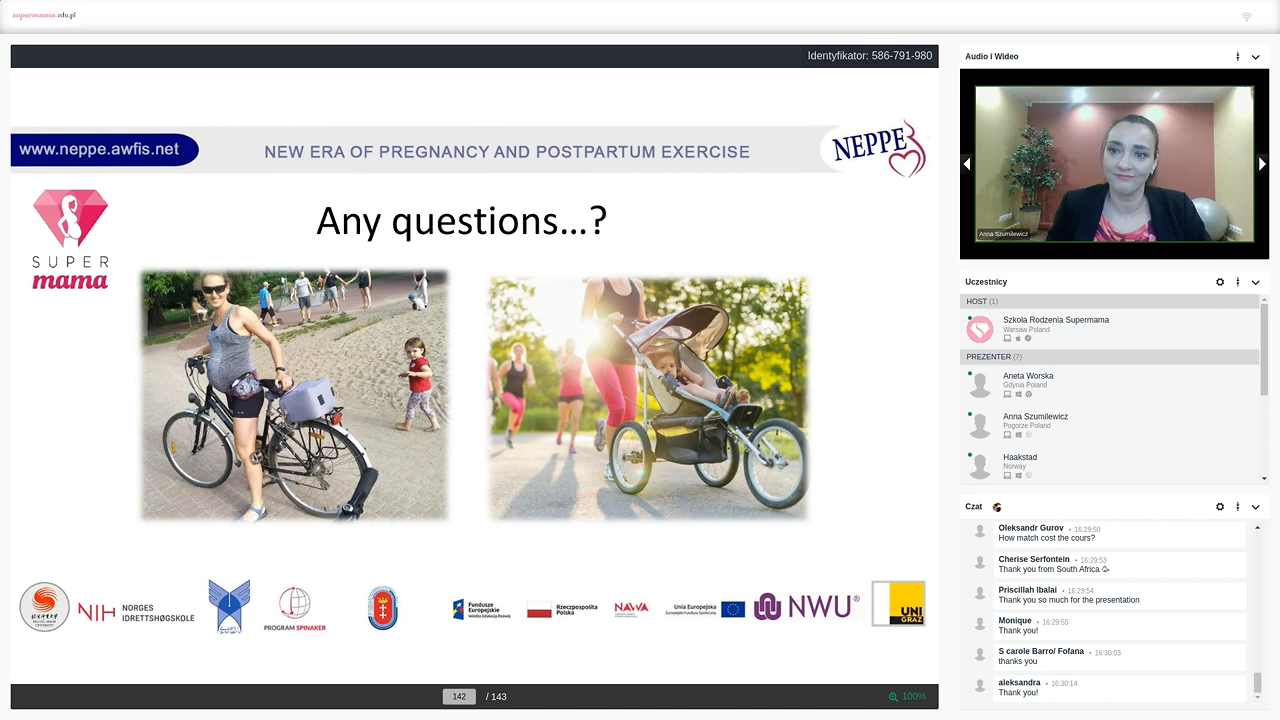 supermama.edu.pl
Identyfikator: 586-791-980
www.neppe.awfis.net
NEW ERA OF PREGNANCY AND POSTPARTUM EXERCISE
NEPPE
SUPER
mama
Any questions...?
NIH
NORGES
IDRETTSHØGSKOLE
PROGRAM SPINAKER
Fundusze
Europejskie
Wiedza Edukacja Rozwój
Rzeczpospolita
Polska
NAWA
Unia Europejska
Europejski Fundusz Społeczny
NWU®
UNI
GRAZ
142
/ 143
100%
Audio i Wideo
Anna Szumilewicz
Uczestnicy
HOST (1)
Szkoła Rodzenia Supermama
Warsaw Poland
PREZENTER (7)
Aneta Worska
Gdynia Poland
Anna Szumilewicz
Pogorze Poland
Haakstad
Norway
Czat
Oleksandr Gurov • 16:29:50
How match cost the cours?
Cherise Serfontein • 16:29:53
Thank you from South Africa
Priscillah Ibalai • 16:29:54
Thank you so much for the presentation
Monique • 16:29:55
Thank you!
S carole Barro/ Fofana • 16:30:03
thanks you
aleksandra • 16:30:14
Thank you!